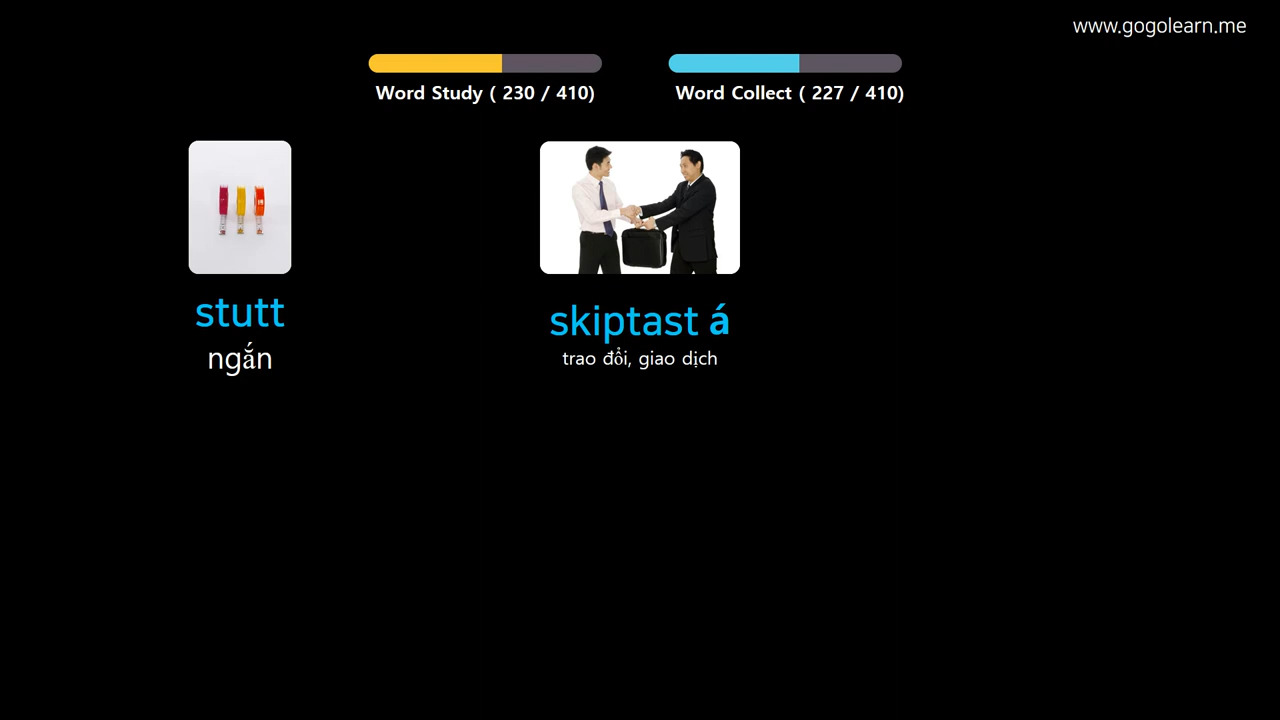 www.gogolearn.me
Word Study ( 230 / 410)
Word Collect ( 227 / 410)
stutt
ngắn
skiptast á
trao đổi, giao dịch